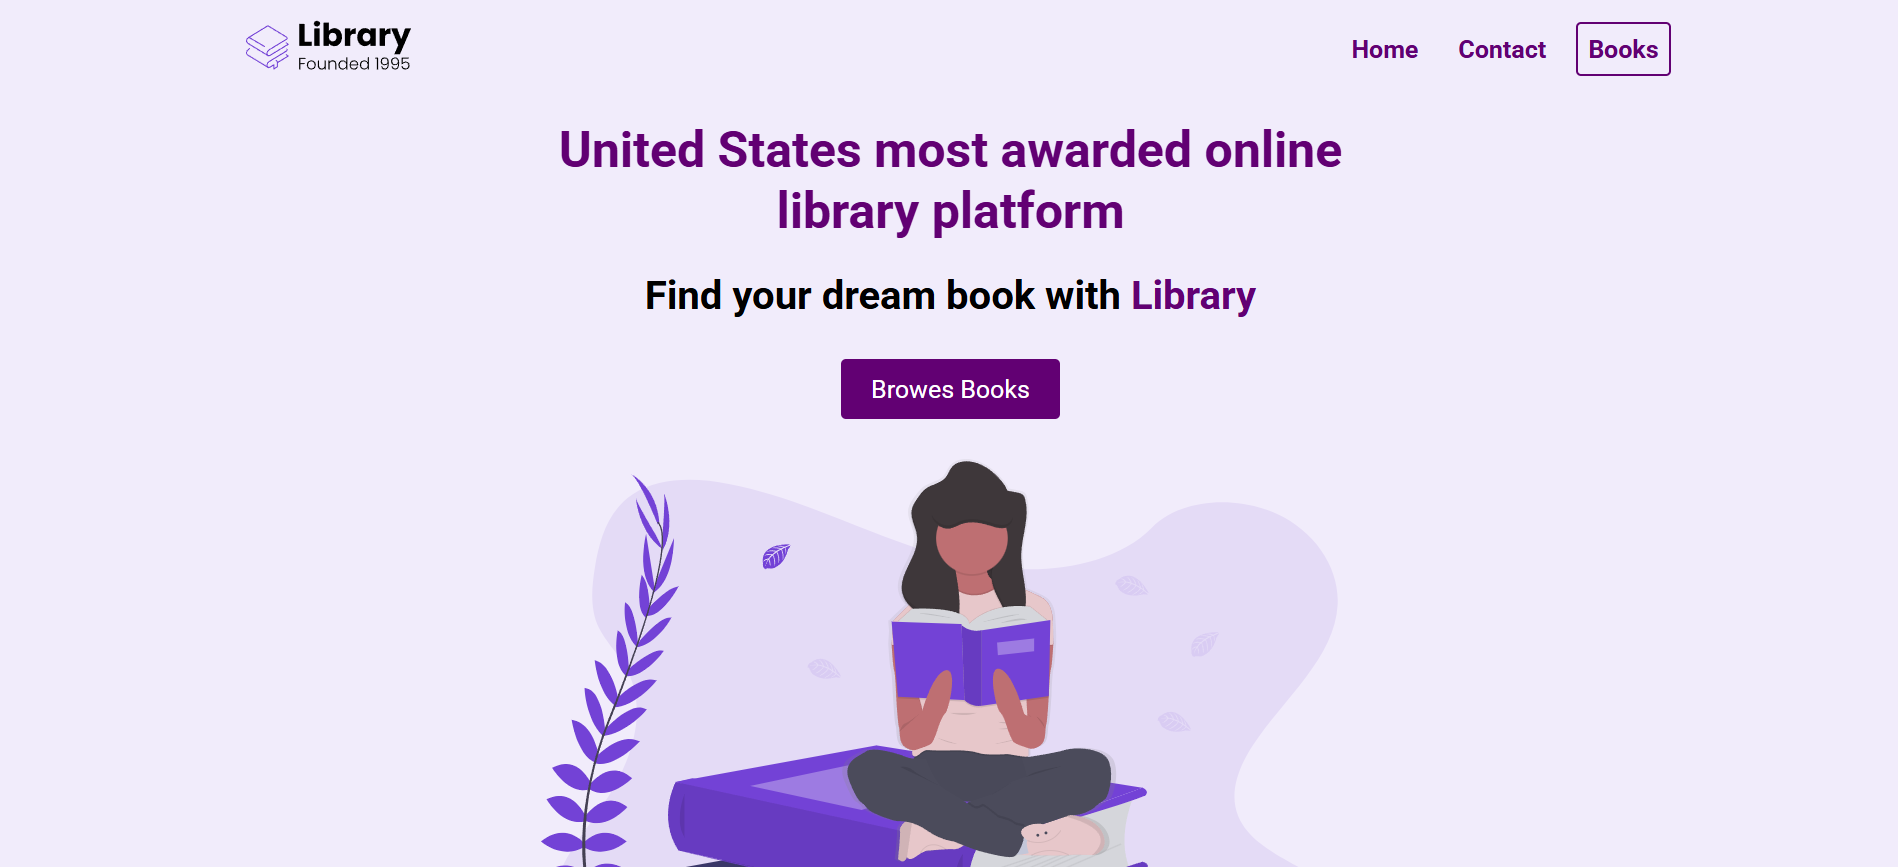 Library
Founded 1995
Home
Contact
Books
United States most awarded online
library platform
Find your dream book with Library
Browes Books